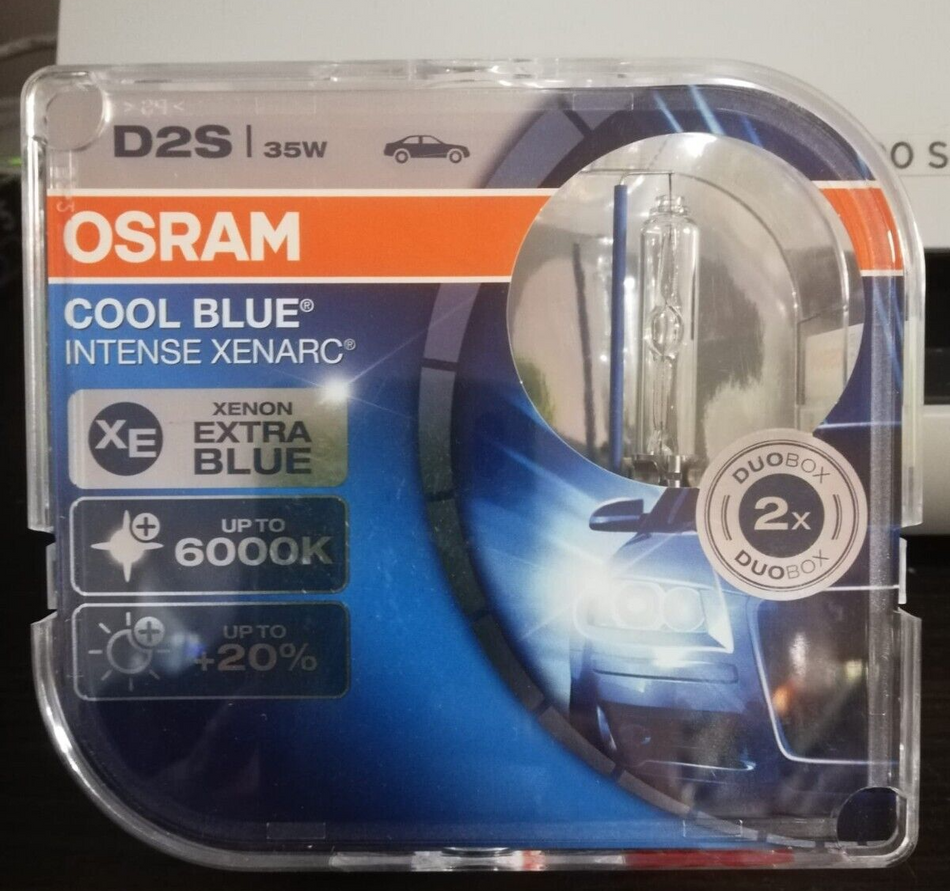 D2S | 35W
OSRAM
COOL BLUE®
INTENSE XENARC®
XE
XENON
EXTRA
BLUE
UP TO
6000K
UP TO
+20%
DUOBOX
2x
DUOBOX
0 S